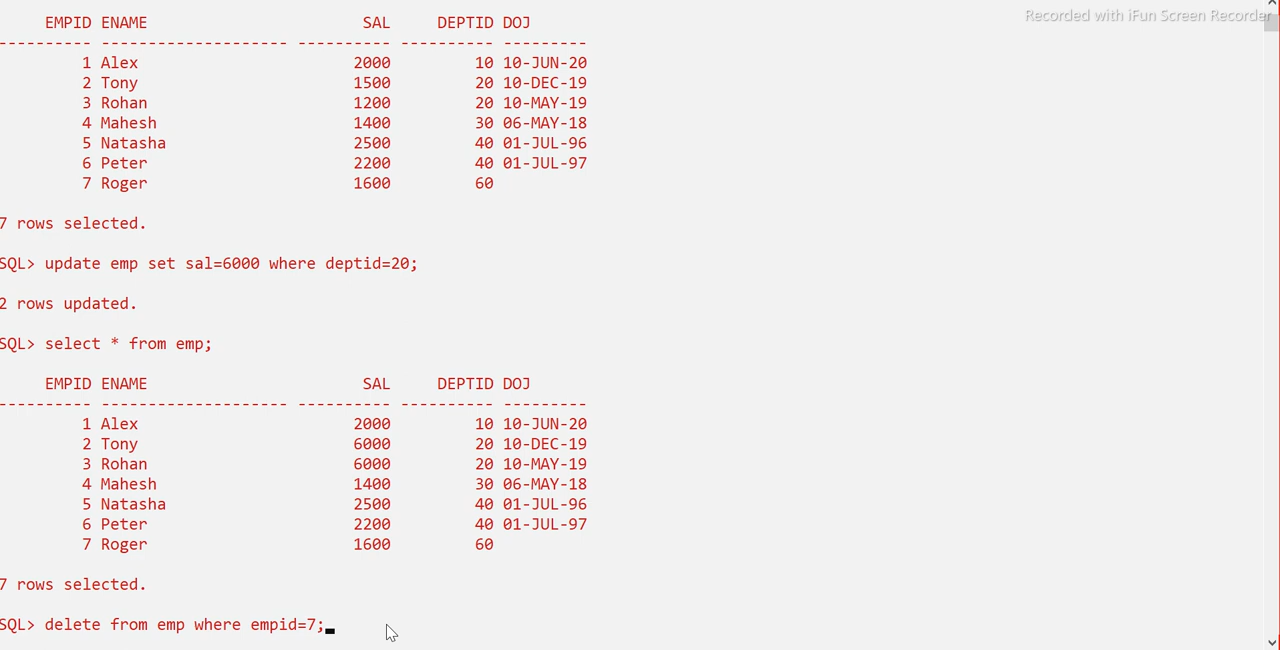 Recorded with iFun Screen Recorder
EMPID ENAME                       SAL     DEPTID DOJ
---------- -------------------- ---------- ---------- ---------
         1 Alex                       2000         10 10-JUN-20
         2 Tony                       1500         20 10-DEC-19
         3 Rohan                      1200         20 10-MAY-19
         4 Mahesh                     1400         30 06-MAY-18
         5 Natasha                    2500         40 01-JUL-96
         6 Peter                      2200         40 01-JUL-97
         7 Roger                      1600         60
7 rows selected.
SQL> update emp set sal=6000 where deptid=20;
2 rows updated.
SQL> select * from emp;
     EMPID ENAME                       SAL     DEPTID DOJ
---------- -------------------- ---------- ---------- ---------
         1 Alex                       2000         10 10-JUN-20
         2 Tony                       6000         20 10-DEC-19
         3 Rohan                      6000         20 10-MAY-19
         4 Mahesh                     1400         30 06-MAY-18
         5 Natasha                    2500         40 01-JUL-96
         6 Peter                      2200         40 01-JUL-97
         7 Roger                      1600         60
7 rows selected.
SQL> delete from emp where empid=7;